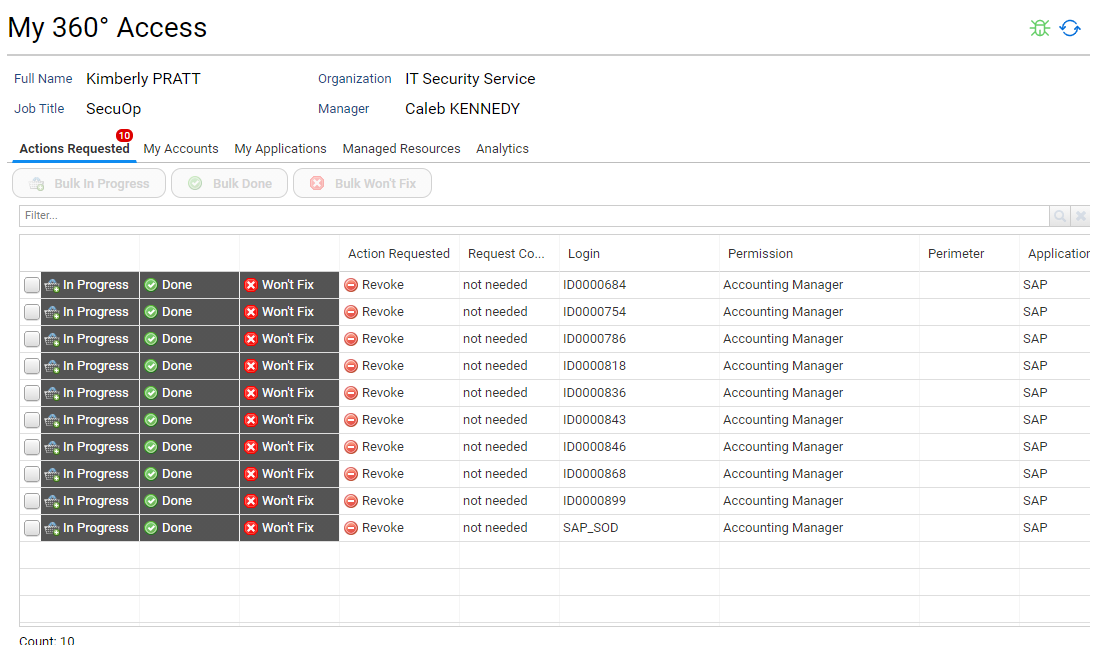 My 360° Access
Full Name Kimberly PRATT Organization IT Security Service
Job Title SecuOp Manager Caleb KENNEDY
10
Actions Requested My Accounts My Applications Managed Resources Analytics
Bulk In Progress Bulk Done Bulk Won't Fix
Filter...
Action Requested Request Co... Login Permission Perimeter Application
In Progress Done Won't Fix Revoke not needed ID0000684 Accounting Manager SAP
In Progress Done Won't Fix Revoke not needed ID0000754 Accounting Manager SAP
In Progress Done Won't Fix Revoke not needed ID0000786 Accounting Manager SAP
In Progress Done Won't Fix Revoke not needed ID0000818 Accounting Manager SAP
In Progress Done Won't Fix Revoke not needed ID0000836 Accounting Manager SAP
In Progress Done Won't Fix Revoke not needed ID0000843 Accounting Manager SAP
In Progress Done Won't Fix Revoke not needed ID0000846 Accounting Manager SAP
In Progress Done Won't Fix Revoke not needed ID0000868 Accounting Manager SAP
In Progress Done Won't Fix Revoke not needed ID0000899 Accounting Manager SAP
In Progress Done Won't Fix Revoke not needed SAP_SOD Accounting Manager SAP
Count: 10